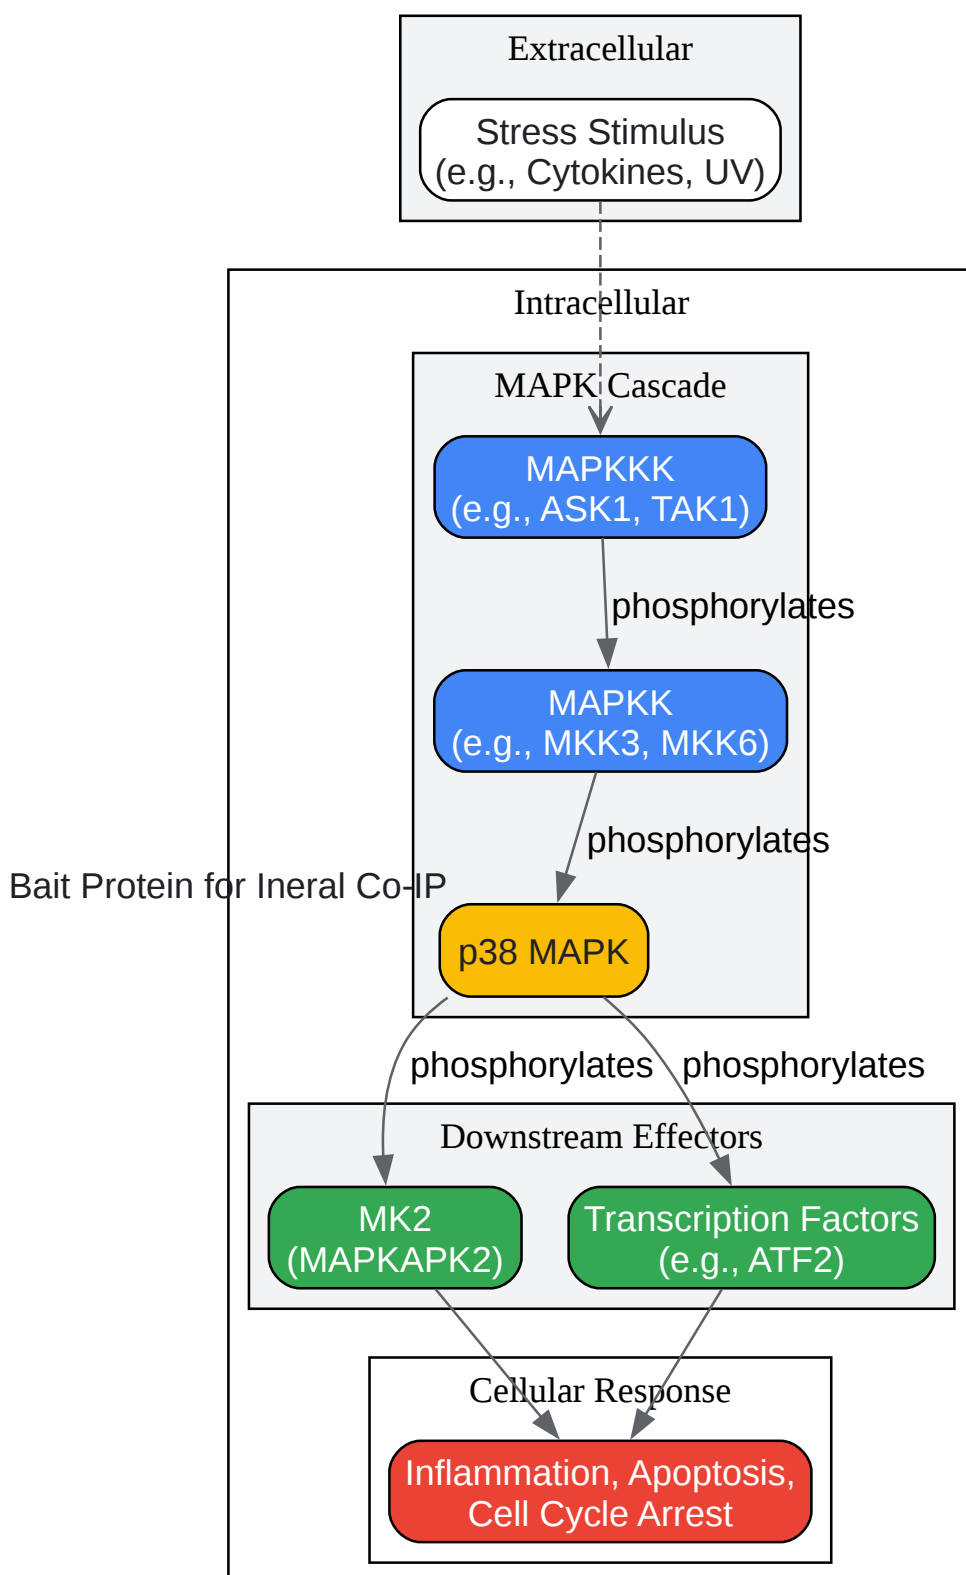 Extracellular
Stress Stimulus
(e.g., Cytokines, UV)
Intracellular
MAPK Cascade
MAPKKK
(e.g., ASK1, TAK1)
phosphorylates
MAPKK
(e.g., MKK3, MKK6)
phosphorylates
Bait Protein for Ineral Co-IP
p38 MAPK
phosphorylates
phosphorylates
Downstream Effectors
MK2
(MAPKAPK2)
Transcription Factors
(e.g., ATF2)
Cellular Response
Inflammation, Apoptosis,
Cell Cycle Arrest